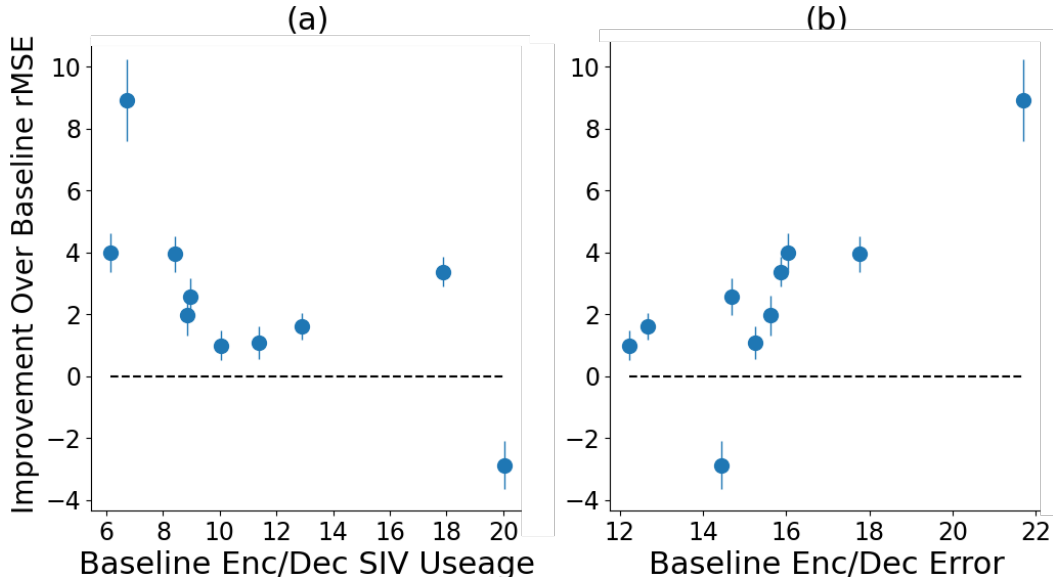 (a)
(b)
Improvement Over Baseline rMSE
10
8
6
4
2
0
−2
−4
6 8 10 12 14 16 18 20
Baseline Enc/Dec SIV Useage
10
8
6
4
2
0
−2
−4
12 14 16 18 20 22
Baseline Enc/Dec Error